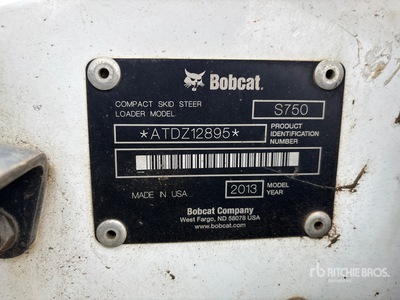 Bobcat.
COMPACT SKID STEER
LOADER MODEL
S750
*ATDZ12895*
PRODUCT
IDENTIFICATION
NUMBER
MADE IN USA
2013
MODEL
YEAR
Bobcat Company
West Fargo, ND 58078 USA
www.bobcat.com
rb RITCHIE BROS.